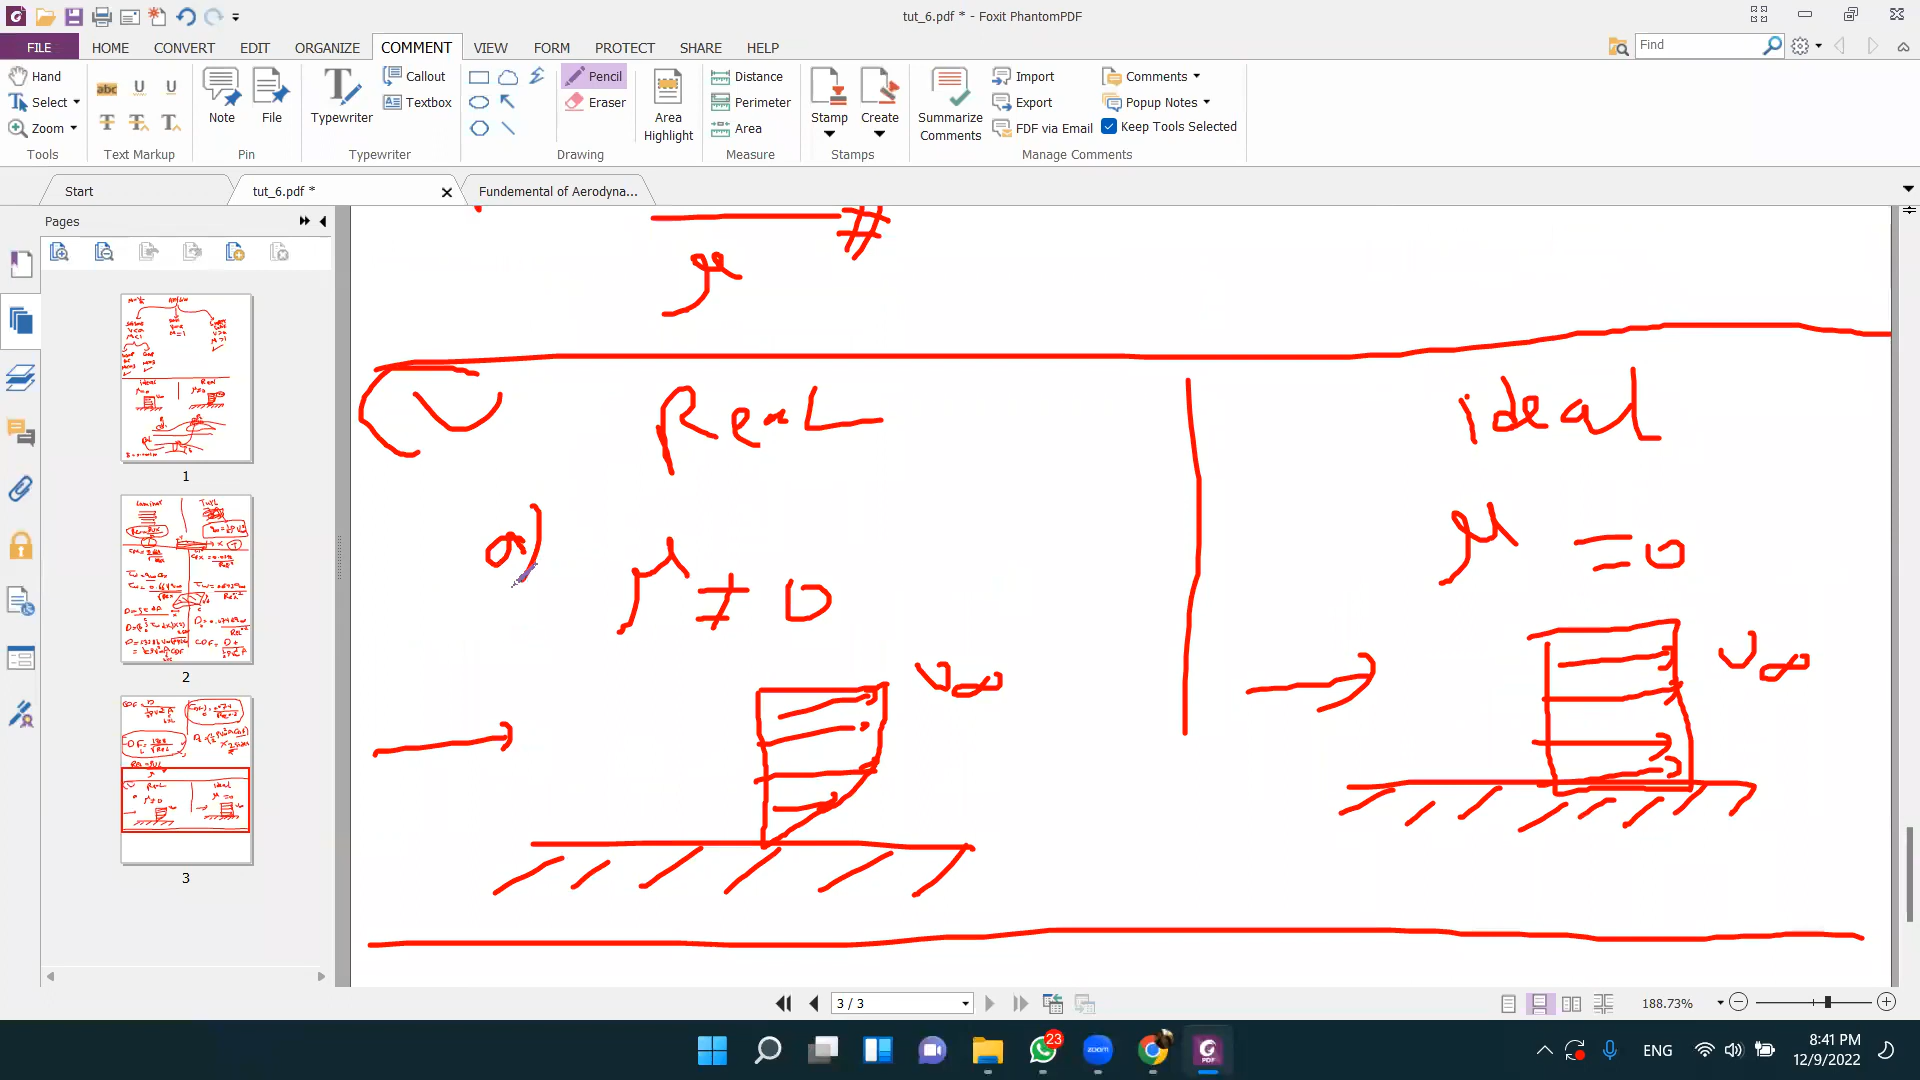 tut_6.pdf * - Foxit PhantomPDF
FILE HOME CONVERT EDIT ORGANIZE COMMENT VIEW FORM PROTECT SHARE HELP
Find
Hand
Select
Zoom
Tools
Text Markup
Note File
Pin
Typewriter
Callout
Textbox
Typewriter
Pencil
Eraser
Drawing
Area Highlight
Distance
Perimeter
Area
Measure
Stamp Create
Stamps
Summarize Comments
Import
Export
FDF via Email
Comments
Popup Notes
Keep Tools Selected
Manage Comments
Start
tut_6.pdf *
Fundemental of Aerodyna...
Pages
1
2
3
μ
Real
ideal
a)
μ ≠ 0
μ = 0
V∞
V∞
3 / 3
188.73%
23
zoom
PDF
ENG
8:41 PM
12/9/2022